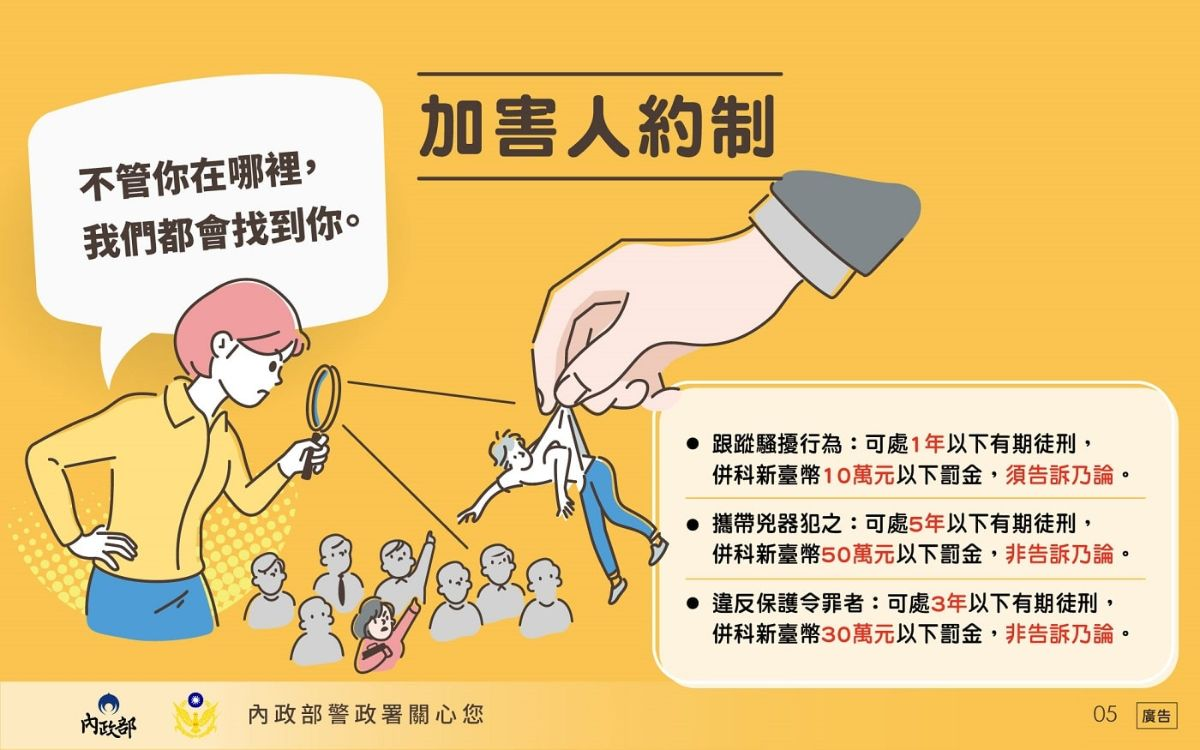 加害人約制
不管你在哪裡，
我們都會找到你。
● 跟蹤騷擾行為：可處1年以下有期徒刑，
併科新臺幣10萬元以下罰金，須告訴乃論。
● 攜帶兇器犯之：可處5年以下有期徒刑，
併科新臺幣50萬元以下罰金，非告訴乃論。
● 違反保護令罪者：可處3年以下有期徒刑，
併科新臺幣30萬元以下罰金，非告訴乃論。
內政部
內政部警政署關心您
05
廣告